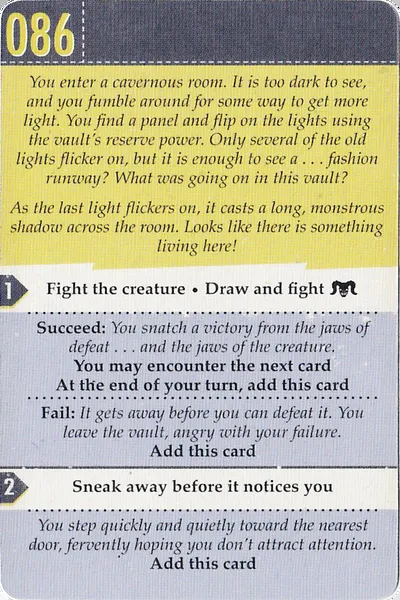 086
You enter a cavernous room. It is too dark to see,
and you fumble around for some way to get more
light. You find a panel and flip on the lights using
the vault's reserve power. Only several of the old
lights flicker on, but it is enough to see a . . . fashion
runway? What was going on in this vault?
As the last light flickers on, it casts a long, monstrous
shadow across the room. Looks like there is something
living here!
1 Fight the creature • Draw and fight
Succeed: You snatch a victory from the jaws of
defeat . . . and the jaws of the creature.
You may encounter the next card
At the end of your turn, add this card
Fail: It gets away before you can defeat it. You
leave the vault, angry with your failure.
Add this card
2 Sneak away before it notices you
You step quickly and quietly toward the nearest
door, fervently hoping you don't attract attention.
Add this card